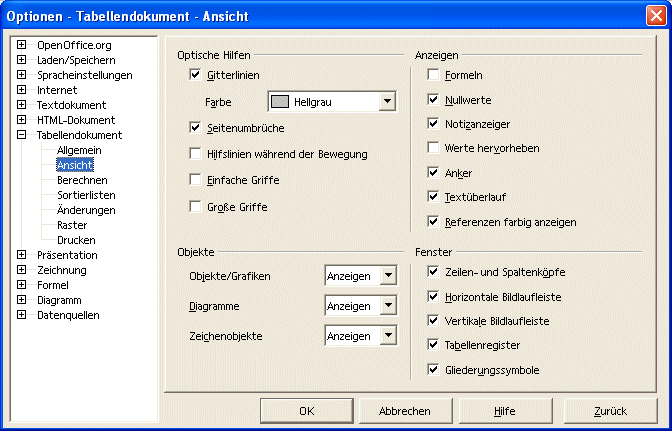 Optionen - Tabellendokument - Ansicht
OpenOffice.org
Laden/Speichern
Spracheinstellungen
Internet
Textdokument
HTML-Dokument
Tabellendokument
Allgemein
Ansicht
Berechnen
Sortierlisten
Änderungen
Raster
Drucken
Präsentation
Zeichnung
Formel
Diagramm
Datenquellen
Optische Hilfen
Gitterlinien
Farbe Hellgrau
Seitenumbrüche
Hilfslinien während der Bewegung
Einfache Griffe
Große Griffe
Anzeigen
Formeln
Nullwerte
Notizanzeiger
Werte hervorheben
Anker
Textüberlauf
Referenzen farbig anzeigen
Objekte
Objekte/Grafiken Anzeigen
Diagramme Anzeigen
Zeichenobjekte Anzeigen
Fenster
Zeilen- und Spaltenköpfe
Horizontale Bildlaufleiste
Vertikale Bildlaufleiste
Tabellenregister
Gliederungssymbole
OK Abbrechen Hilfe Zurück